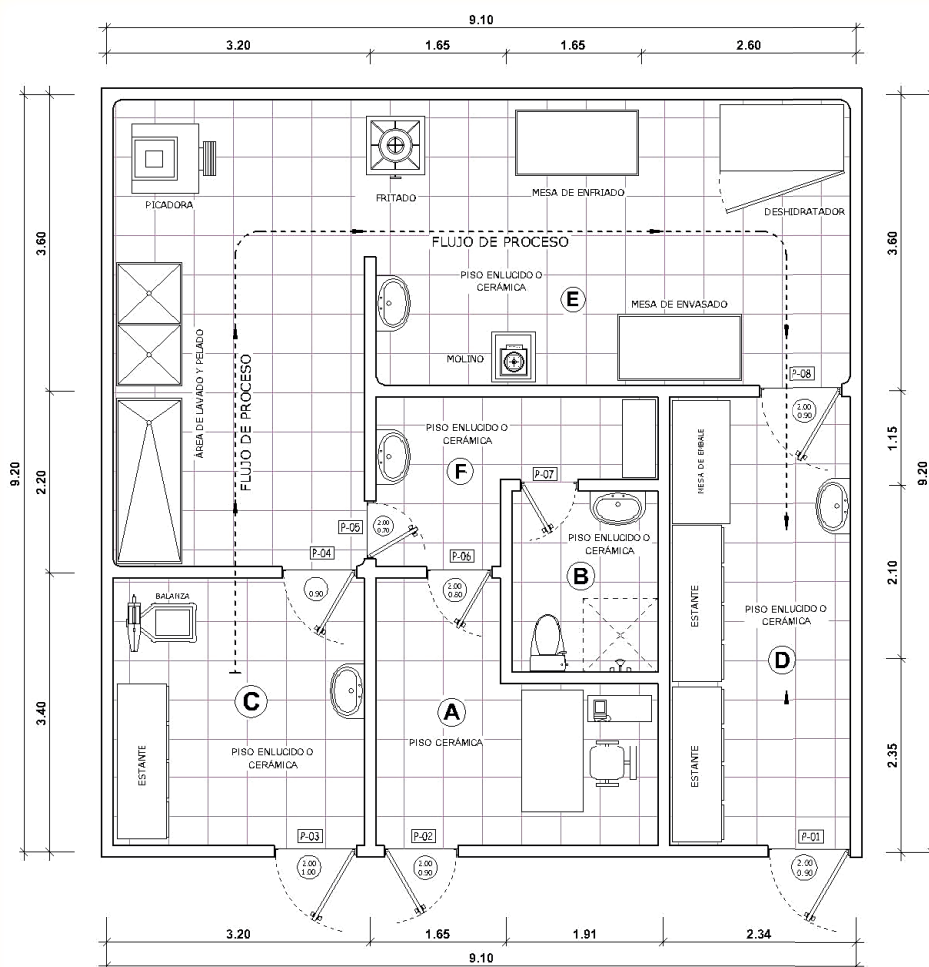 9.10
3.20
1.65
1.65
2.60
PICADORA
FRITADO
MESA DE ENFRIADO
DESHIDRATADOR
3.60
3.60
FLUJO DE PROCESO
PISO ENLUCIDO O
CERÁMICA
E
MESA DE ENVASADO
MOLINO
ÁREA DE LAVADO Y PELADO
FLUJO DE PROCESO
P-08
2.00
0.90
9.20
2.20
1.15
9.20
PISO ENLUCIDO O
CERÁMICA
F
P-07
MESA DE EMBALE
P-05
2.00
0.70
P-04
0.90
P-06
2.00
0.80
PISO ENLUCIDO O
CERÁMICA
B
2.10
BALANZA
ESTANTE
PISO ENLUCIDO O
CERÁMICA
D
C
A
3.40
PISO CERÁMICA
PISO ENLUCIDO O
CERÁMICA
ESTANTE
ESTANTE
2.35
P-03
2.00
1.00
P-02
2.00
0.90
P-01
2.00
0.90
3.20
1.65
1.91
2.34
9.10